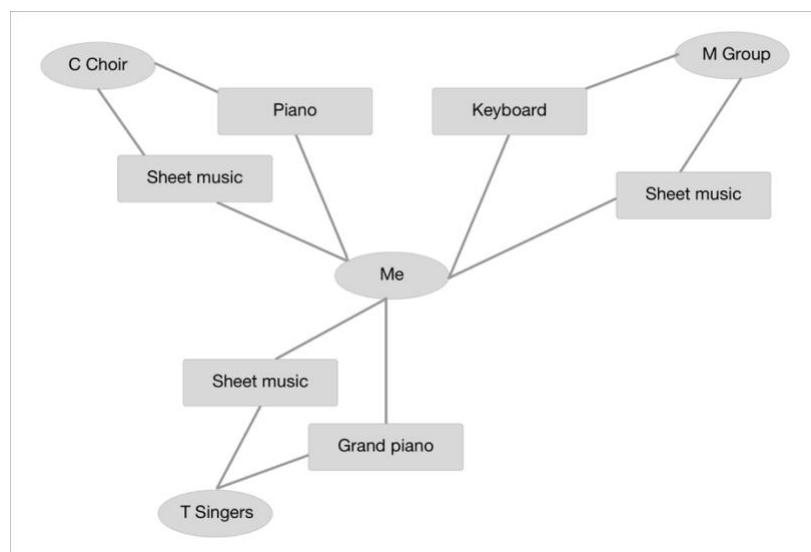 C Choir
M Group
Piano
Keyboard
Sheet music
Sheet music
Me
Sheet music
Grand piano
T Singers